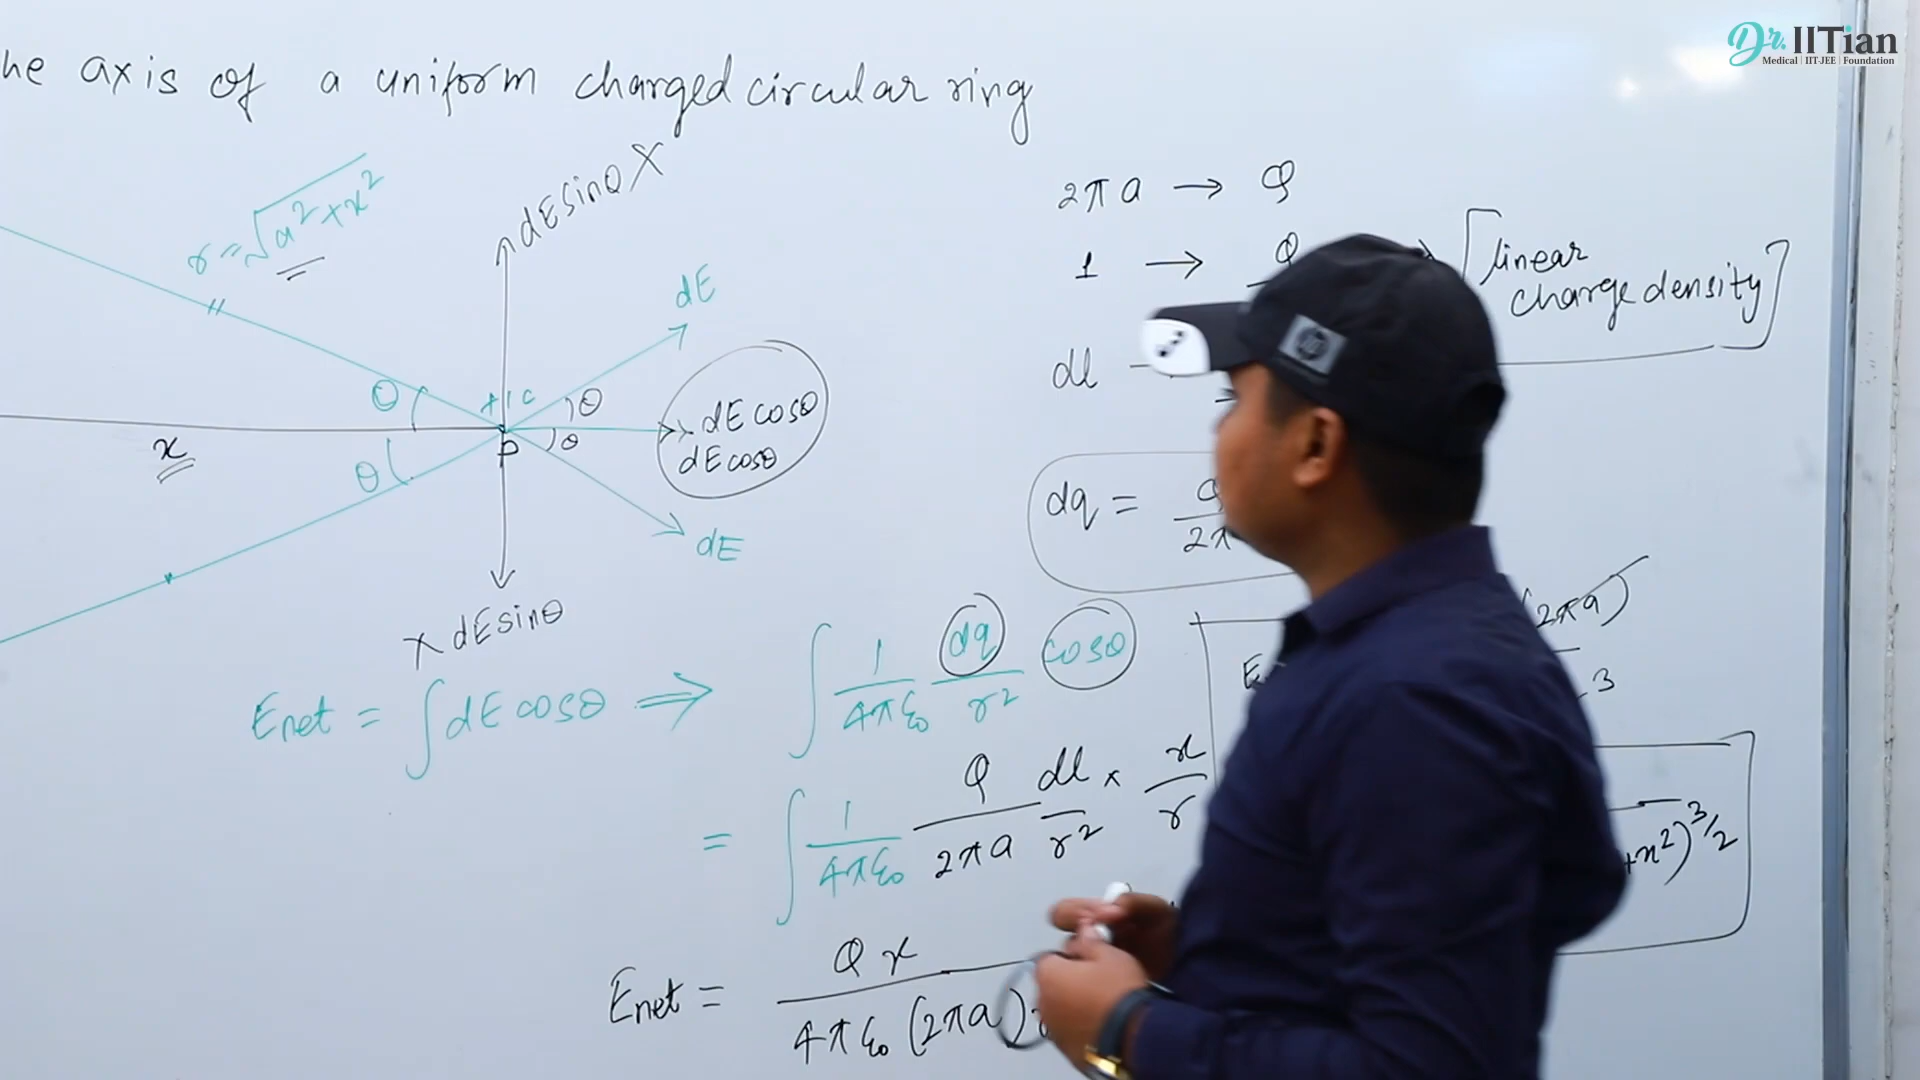 Dr. IITian
Medical | IIT-JEE | Foundation
he axis of a uniform charged circular ring
r = √a² + x²
dE sinθ X
dE
θ
+1C
θ
dE cosθ
x
P
θ
dE cosθ
θ
dE
X dE sinθ
2πa → Q
1 → Q
[linear
charge density]
dl
dq = Q
2π
Enet = ∫ dE cosθ ⇒ ∫ 1/4πε₀ dq/r² cosθ
E
(2πa)
3
= ∫ 1/4πε₀ Q/2πa dl/r² × x/r
+x²)^3/2
Enet = Qx/4πε₀ (2πa)